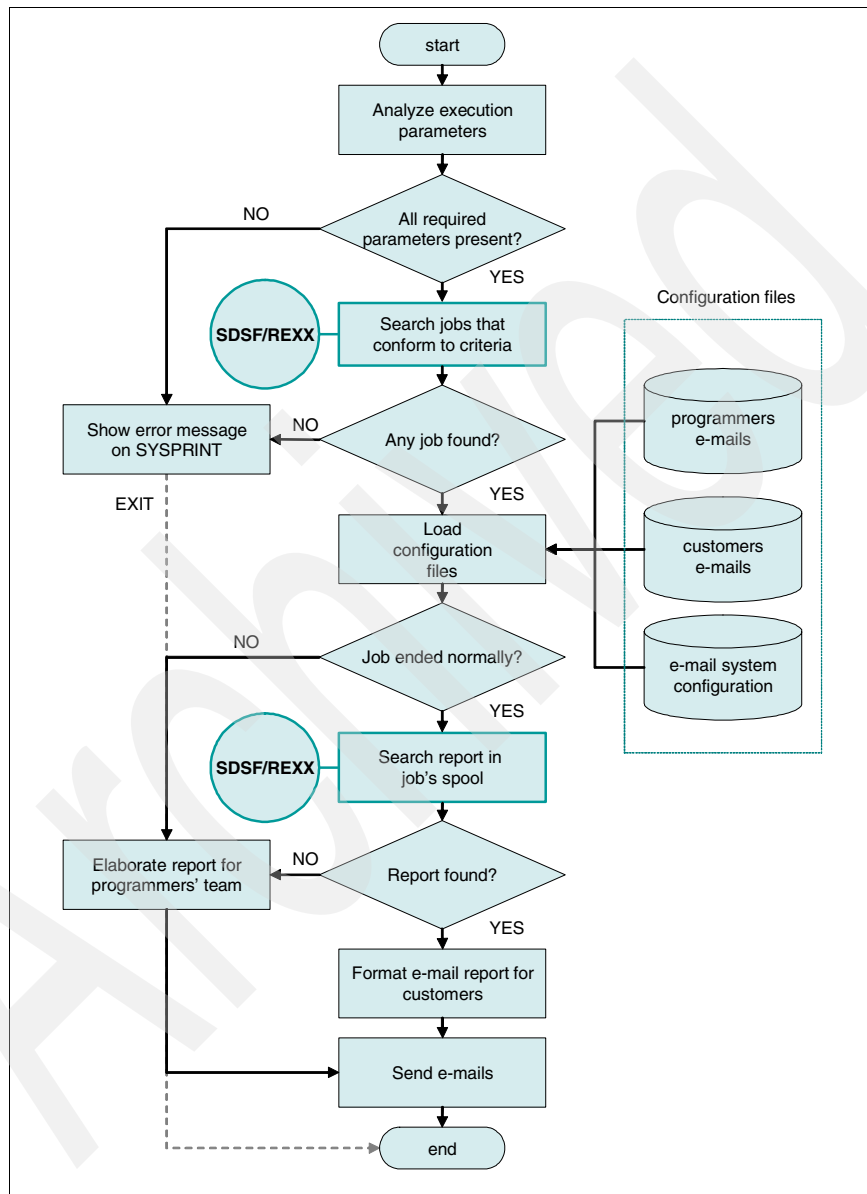 start
Analyze execution
parameters
NO
All required
parameters present?
YES
Configuration files
SDSF/REXX
Search jobs that
conform to criteria
programmers
e-mails
Show error message
on SYSPRINT
NO
Any job found?
EXIT
YES
Load
configuration
files
customers
e-mails
NO
Job ended normally?
e-mail system
configuration
YES
SDSF/REXX
Search report in
job's spool
Elaborate report for
programmers' team
NO
Report found?
YES
Format e-mail report for
customers
Send e-mails
end
Archived